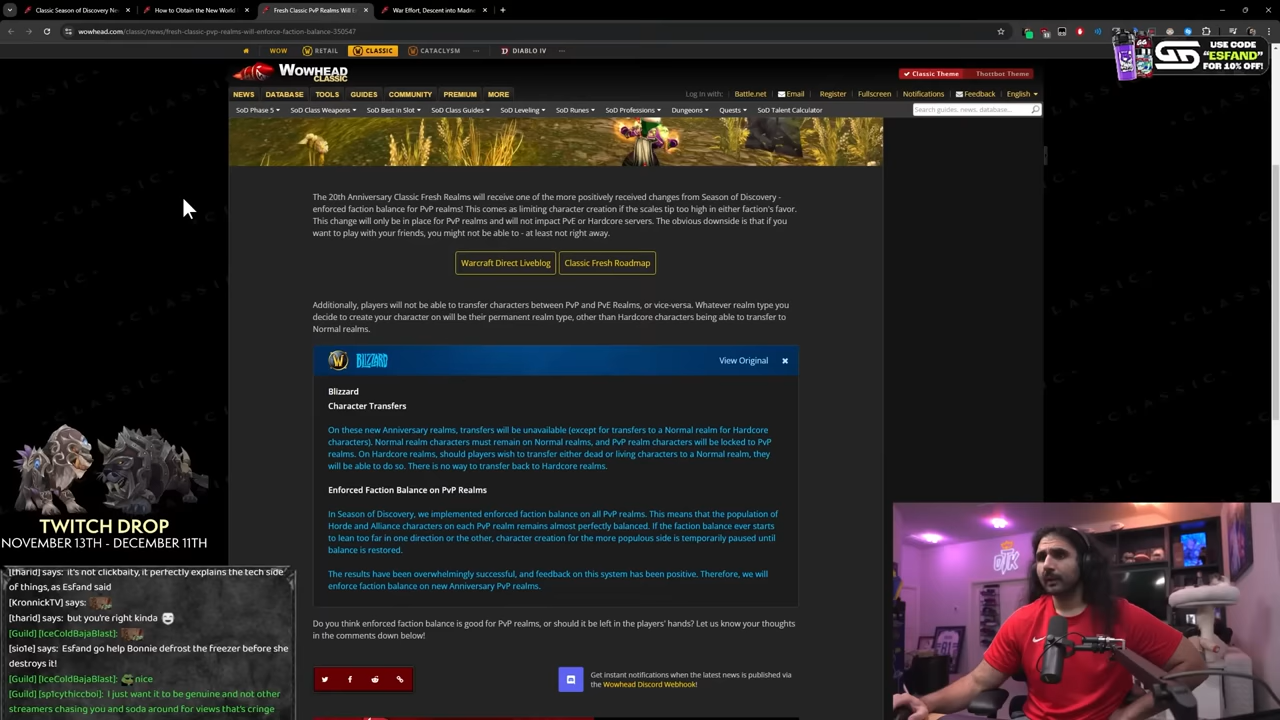 Classic Season of Discovery Ne
How to Obtain the New World
Fresh Classic PvP Realms Will E
War Effort, Descent into Madn
wowhead.com/classic/news/fresh-classic-pvp-realms-will-enforce-faction-balance-350547
WOW
RETAIL
CLASSIC
CATACLYSM
DIABLO IV
USE CODE
"ESFAND"
FOR 10% OFF!
WOWHEAD
CLASSIC
Classic Theme
Thottbot Theme
NEWS DATABASE TOOLS GUIDES COMMUNITY PREMIUM MORE
Log in with: Battle.net Email Register Fullscreen Notifications Feedback English
SoD Phase 5 SoD Class Weapons SoD Best in Slot SoD Class Guides SoD Leveling SoD Runes SoD Professions Dungeons Quests SoD Talent Calculator
Search guides, news, database...
The 20th Anniversary Classic Fresh Realms will receive one of the more positively received changes from Season of Discovery -
enforced faction balance for PvP realms! This comes as limiting character creation if the scales tip too high in either faction's favor.
This change will only be in place for PvP realms and will not impact PvE or Hardcore servers. The obvious downside is that if you
want to play with your friends, you might not be able to - at least not right away.
Warcraft Direct Liveblog
Classic Fresh Roadmap
Additionally, players will not be able to transfer characters between PvP and PvE Realms, or vice-versa. Whatever realm type you
decide to create your character on will be their permanent realm type, other than Hardcore characters being able to transfer to
Normal realms.
BLIZZARD
View Original
Blizzard
Character Transfers
On these new Anniversary realms, transfers will be unavailable (except for transfers to a Normal realm for Hardcore
characters). Normal realm characters must remain on Normal realms, and PvP realm characters will be locked to PvP
realms. On Hardcore realms, should players wish to transfer either dead or living characters to a Normal realm, they
will be able to do so. There is no way to transfer back to Hardcore realms.
Enforced Faction Balance on PvP Realms
In Season of Discovery, we implemented enforced faction balance on all PvP realms. This means that the population of
Horde and Alliance characters on each PvP realm remains almost perfectly balanced. If the faction balance ever starts
to lean too far in one direction or the other, character creation for the more populous side is temporarily paused until
balance is restored.
The results have been overwhelmingly successful, and feedback on this system has been positive. Therefore, we will
enforce faction balance on new Anniversary PvP realms.
Do you think enforced faction balance is good for PvP realms, or should it be left in the players' hands? Let us know your thoughts
in the comments down below!
Get instant notifications when the latest news is published via
the Wowhead Discord Webhook!
TWITCH DROP
NOVEMBER 13TH - DECEMBER 11TH
[tharid] says: it's not clickbaity, it perfectly explains the tech side
of things, as Esfand said
[KronnickTV] says:
[tharid] says: but you're right kinda
[Guild] [IceColdBajaBlast]:
[sio1e] says: Esfand go help Bonnie defrost the freezer before she
destroys it!
[Guild] [IceColdBajaBlast]: nice
[Guild] [sp1cythiccboi]: I just want it to be genuine and not other
streamers chasing you and soda around for views that's cringe